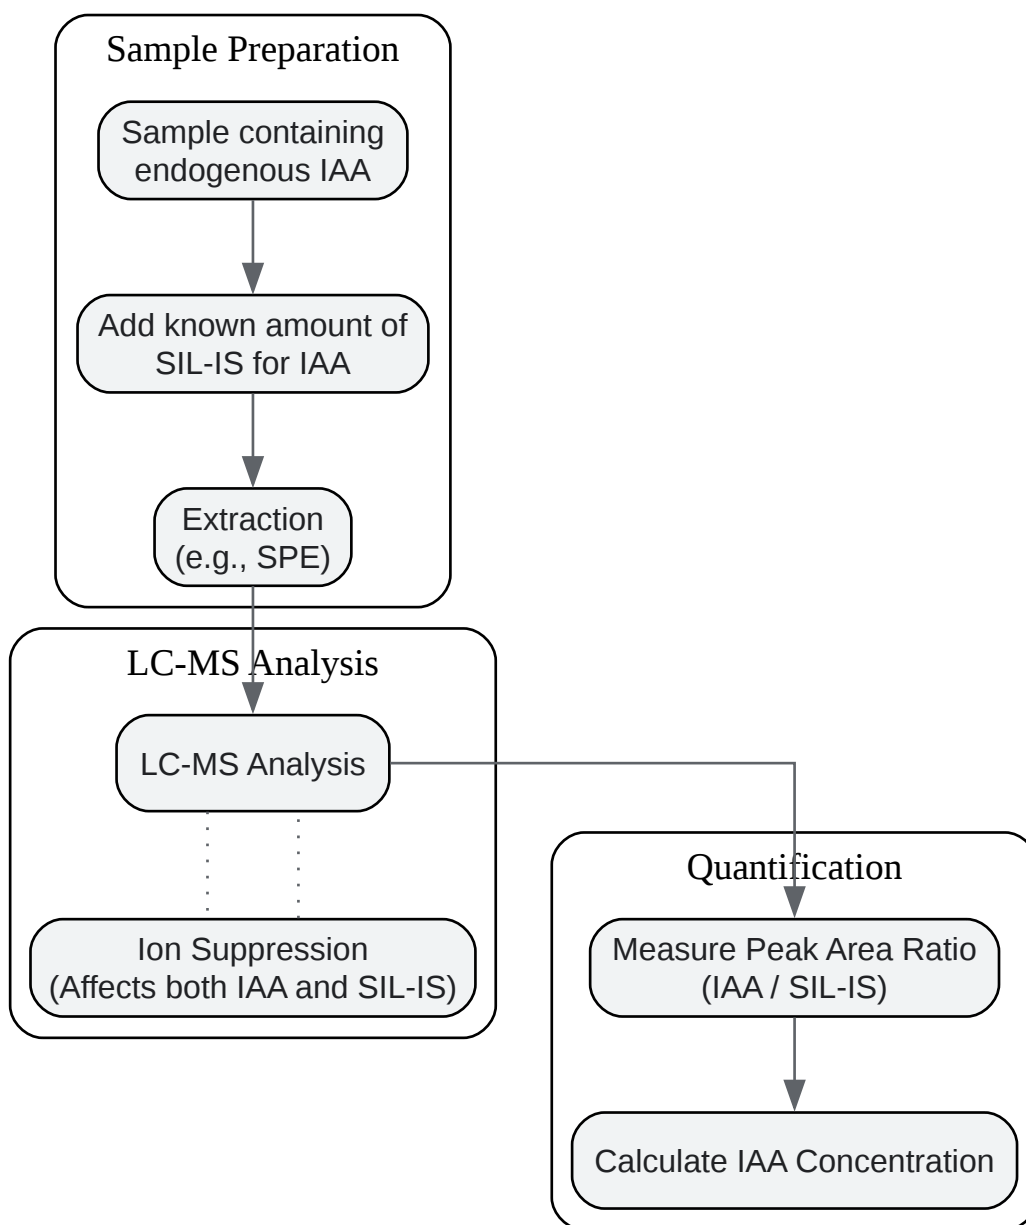 Sample Preparation
Sample containing
endogenous IAA
Add known amount of
SIL-IS for IAA
Extraction
(e.g., SPE)
LC-MS Analysis
LC-MS Analysis
Ion Suppression
(Affects both IAA and SIL-IS)
Quantification
Measure Peak Area Ratio
(IAA / SIL-IS)
Calculate IAA Concentration